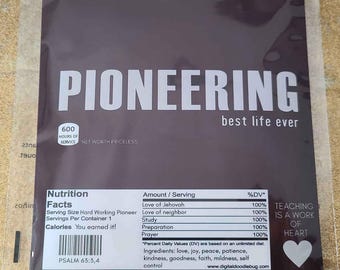 PIONEERING
best life ever
600
HOURS OF
SERVICE
NET WORTH PRICELESS
Nutrition
Facts
Serving Size Hard Working Pioneer
Servings Per Container 1
Calories You earned it!
PSALM 63:3,4
Amount / Serving %DV*
Love of Jehovah 100%
Love of neighbor 100%
Study 100%
Preparation 100%
Prayer 100%
*Percent Daily Values (DV) are based on an unlimited diet.
Ingredients: love, joy, peace, patience,
kindness, goodness, faith, mildness, self
control
www.digitaldoodlebug.com
TEACHING
IS A WORK
OF
HEART